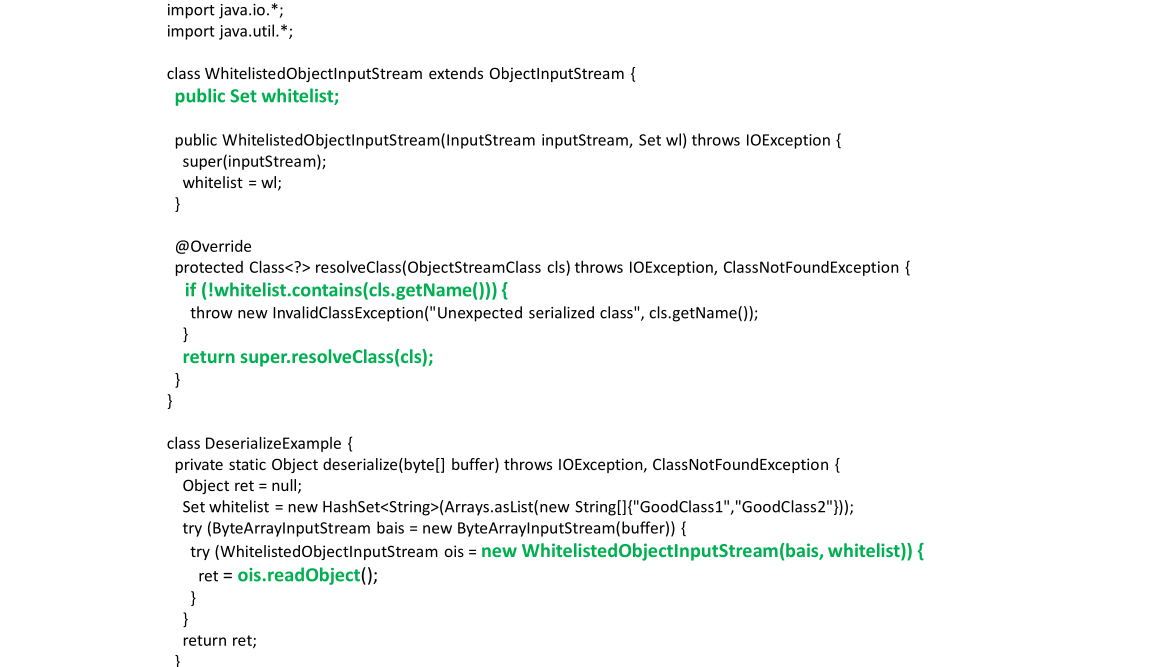 import java.io.*;
import java.util.*;
class WhitelistedObjectInputStream extends ObjectInputStream {
public Set whitelist;
public WhitelistedObjectInputStream(InputStream inputStream, Set wl) throws IOException {
super(inputStream);
whitelist = wl;
}
@Override
protected Class<?> resolveClass(ObjectStreamClass cls) throws IOException, ClassNotFoundException {
if (!whitelist.contains(cls.getName())) {
throw new InvalidClassException("Unexpected serialized class", cls.getName());
}
return super.resolveClass(cls);
}
}
class DeserializeExample {
private static Object deserialize(byte[] buffer) throws IOException, ClassNotFoundException {
Object ret = null;
Set whitelist = new HashSet<String>(Arrays.asList(new String[]{"GoodClass1","GoodClass2"}));
try (ByteArrayInputStream bais = new ByteArrayInputStream(buffer)) {
try (WhitelistedObjectInputStream ois = new WhitelistedObjectInputStream(bais, whitelist)) {
ret = ois.readObject();
}
}
return ret;
}